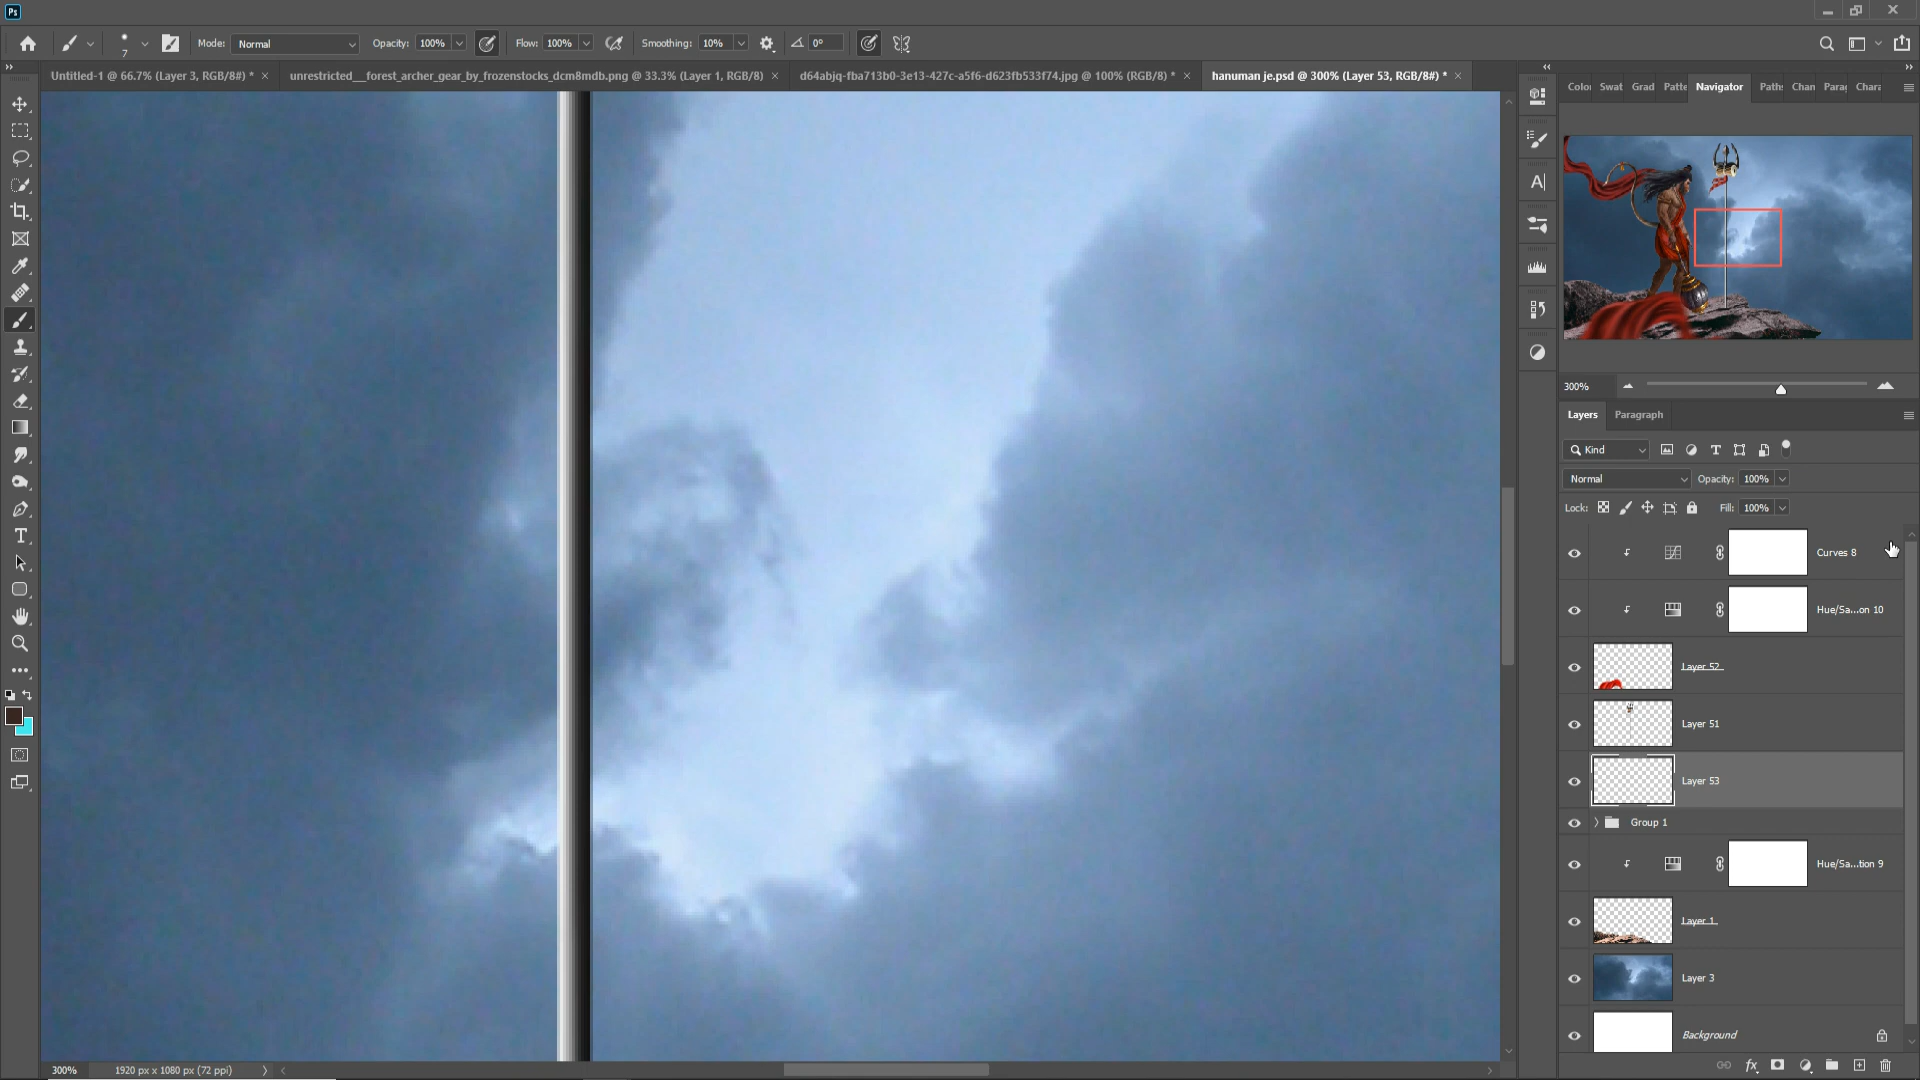 Ps
7
Mode: Normal
Opacity: 100%
Flow: 100%
Smoothing: 10%
0°
Untitled-1 @ 66.7% (Layer 3, RGB/8#) *
unrestricted__forest_archer_gear_by_frozenstocks_dcm8mdb.png @ 33.3% (Layer 1, RGB/8)
d64abjq-fba713b0-3e13-427c-a5f6-d623fb533f74.jpg @ 100% (RGB/8) *
hanuman je.psd @ 300% (Layer 53, RGB/8#) *
Colo Swat Grad Patte Navigator Paths Chan Para Chara
300%
Layers Paragraph
Kind
Normal Opacity: 100%
Lock: Fill: 100%
Curves 8
Hue/Sa...on 10
Layer 52
Layer 51
Layer 53
Group 1
Hue/Sa...tion 9
Layer 1
Layer 3
Background
fx
300% 1920 px x 1080 px (72 ppi)